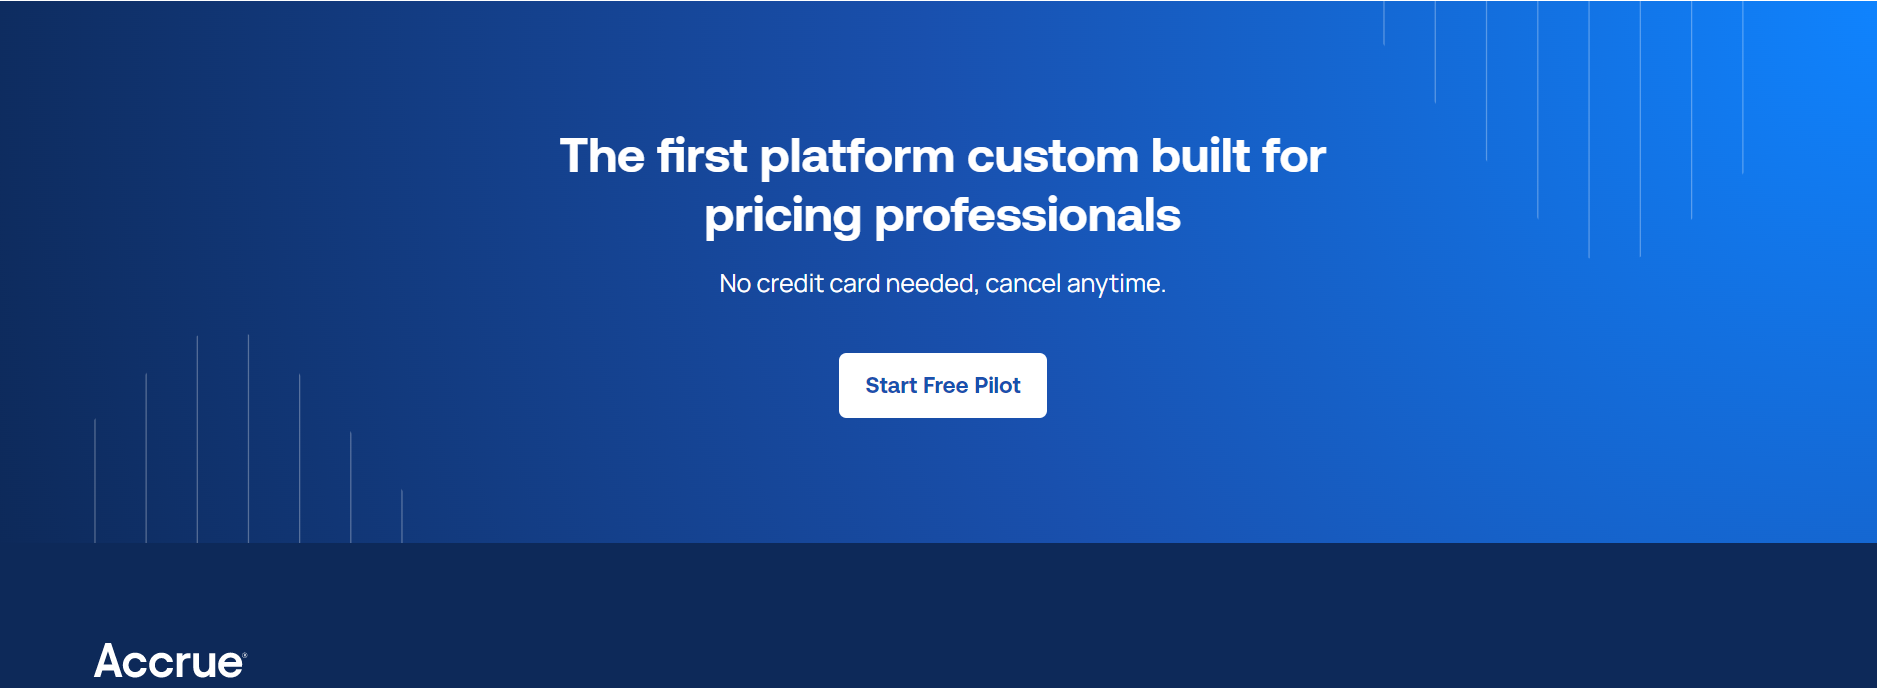 The first platform custom built for
pricing professionals
No credit card needed, cancel anytime.
Start Free Pilot
Accrue®